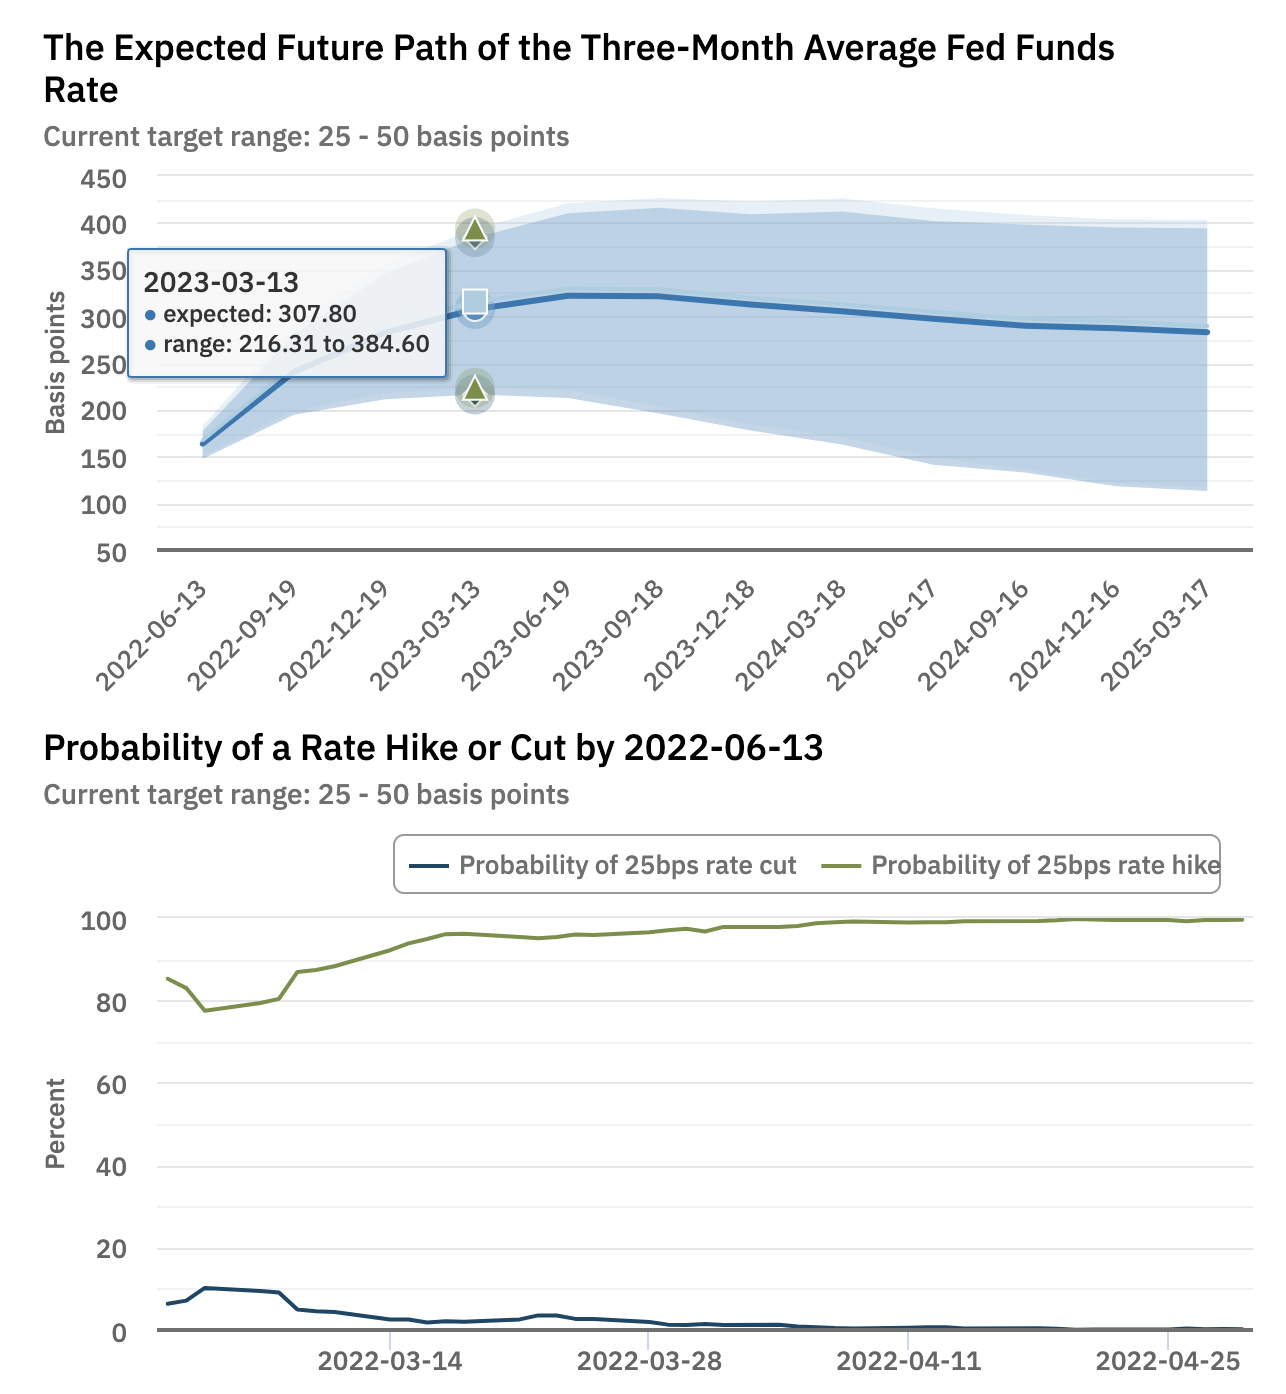 The Expected Future Path of the Three-Month Average Fed Funds
Rate
Current target range: 25 - 50 basis points
450
400
350
300
250
200
150
100
50
Basis points
2023-03-13
expected: 307.80
range: 216.31 to 384.60
2022-06-13
2022-09-19
2022-12-19
2023-03-13
2023-06-19
2023-09-18
2023-12-18
2024-03-18
2024-06-17
2024-09-16
2024-12-16
2025-03-17
Probability of a Rate Hike or Cut by 2022-06-13
Current target range: 25 - 50 basis points
Probability of 25bps rate cut
Probability of 25bps rate hike
100
80
60
40
20
0
Percent
2022-03-14
2022-03-28
2022-04-11
2022-04-25